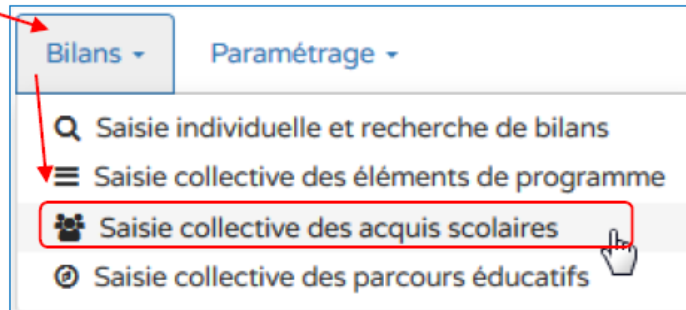 Bilans Paramétrage
Saisie individuelle et recherche de bilans
Saisie collective des éléments de programme
Saisie collective des acquis scolaires
Saisie collective des parcours éducatifs